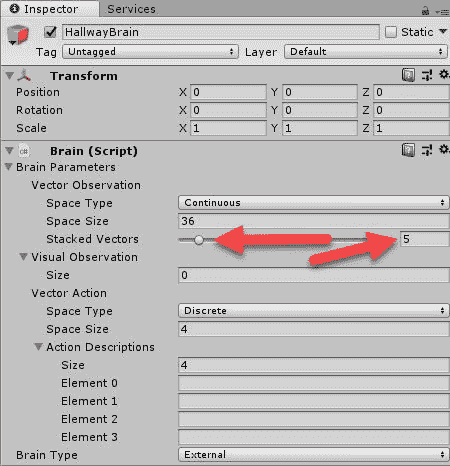 Inspector Services
HallwayBrain Static
Tag Untagged Layer Default
Transform
Position X 0 Y 0 Z 0
Rotation X 0 Y 0 Z 0
Scale X 1 Y 1 Z 1
Brain (Script)
Brain Parameters
Vector Observation
Space Type Continuous
Space Size 36
Stacked Vectors 5
Visual Observation
Size 0
Vector Action
Space Type Discrete
Space Size 4
Action Descriptions
Size 4
Element 0
Element 1
Element 2
Element 3
Brain Type External